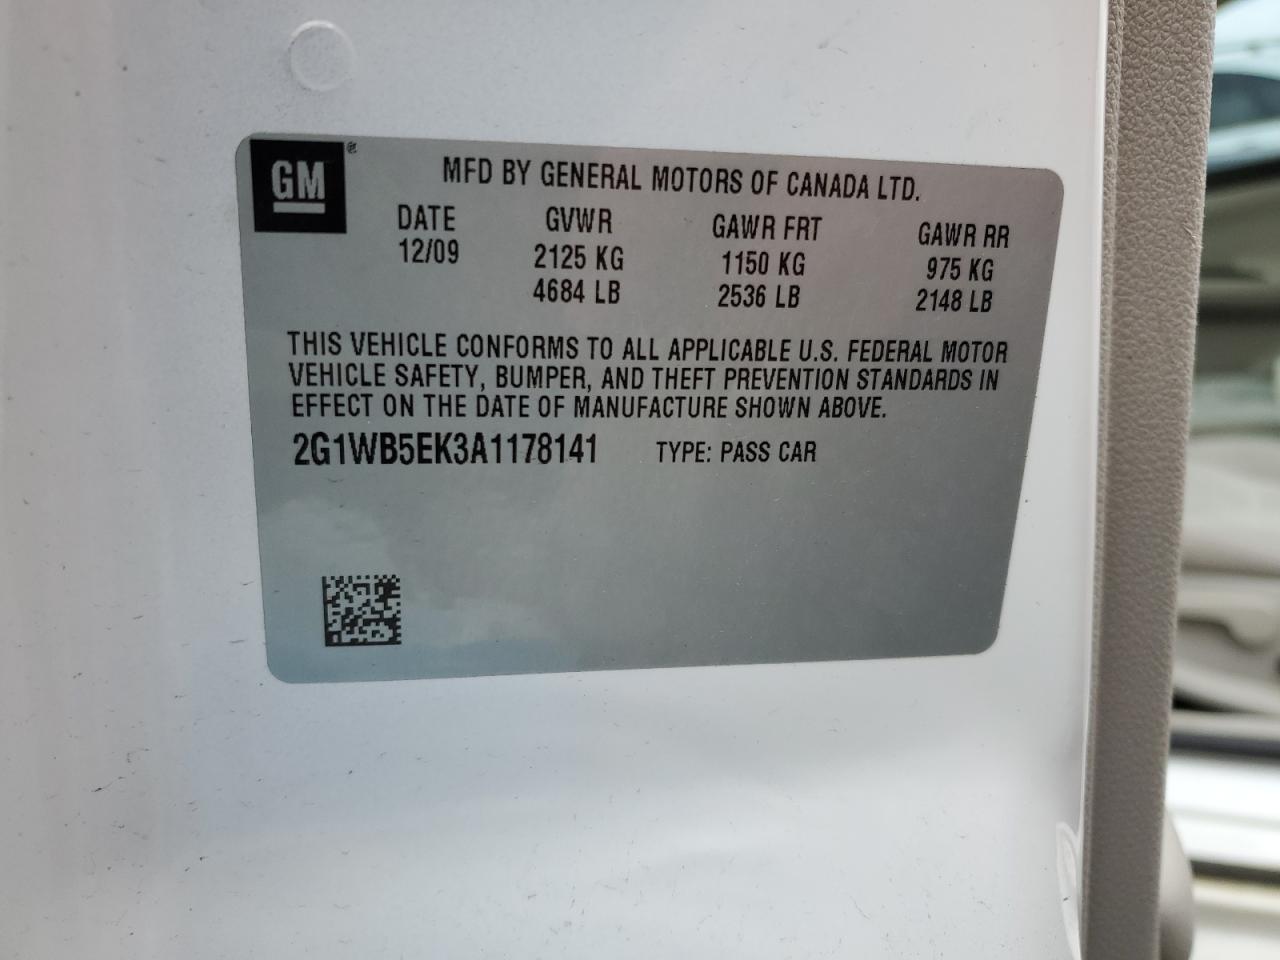 GM® MFD BY GENERAL MOTORS OF CANADA LTD.
DATE GVWR GAWR FRT GAWR RR
12/09 2125 KG 1150 KG 975 KG
4684 LB 2536 LB 2148 LB
THIS VEHICLE CONFORMS TO ALL APPLICABLE U.S. FEDERAL MOTOR
VEHICLE SAFETY, BUMPER, AND THEFT PREVENTION STANDARDS IN
EFFECT ON THE DATE OF MANUFACTURE SHOWN ABOVE.
2G1WB5EK3A1178141 TYPE: PASS CAR